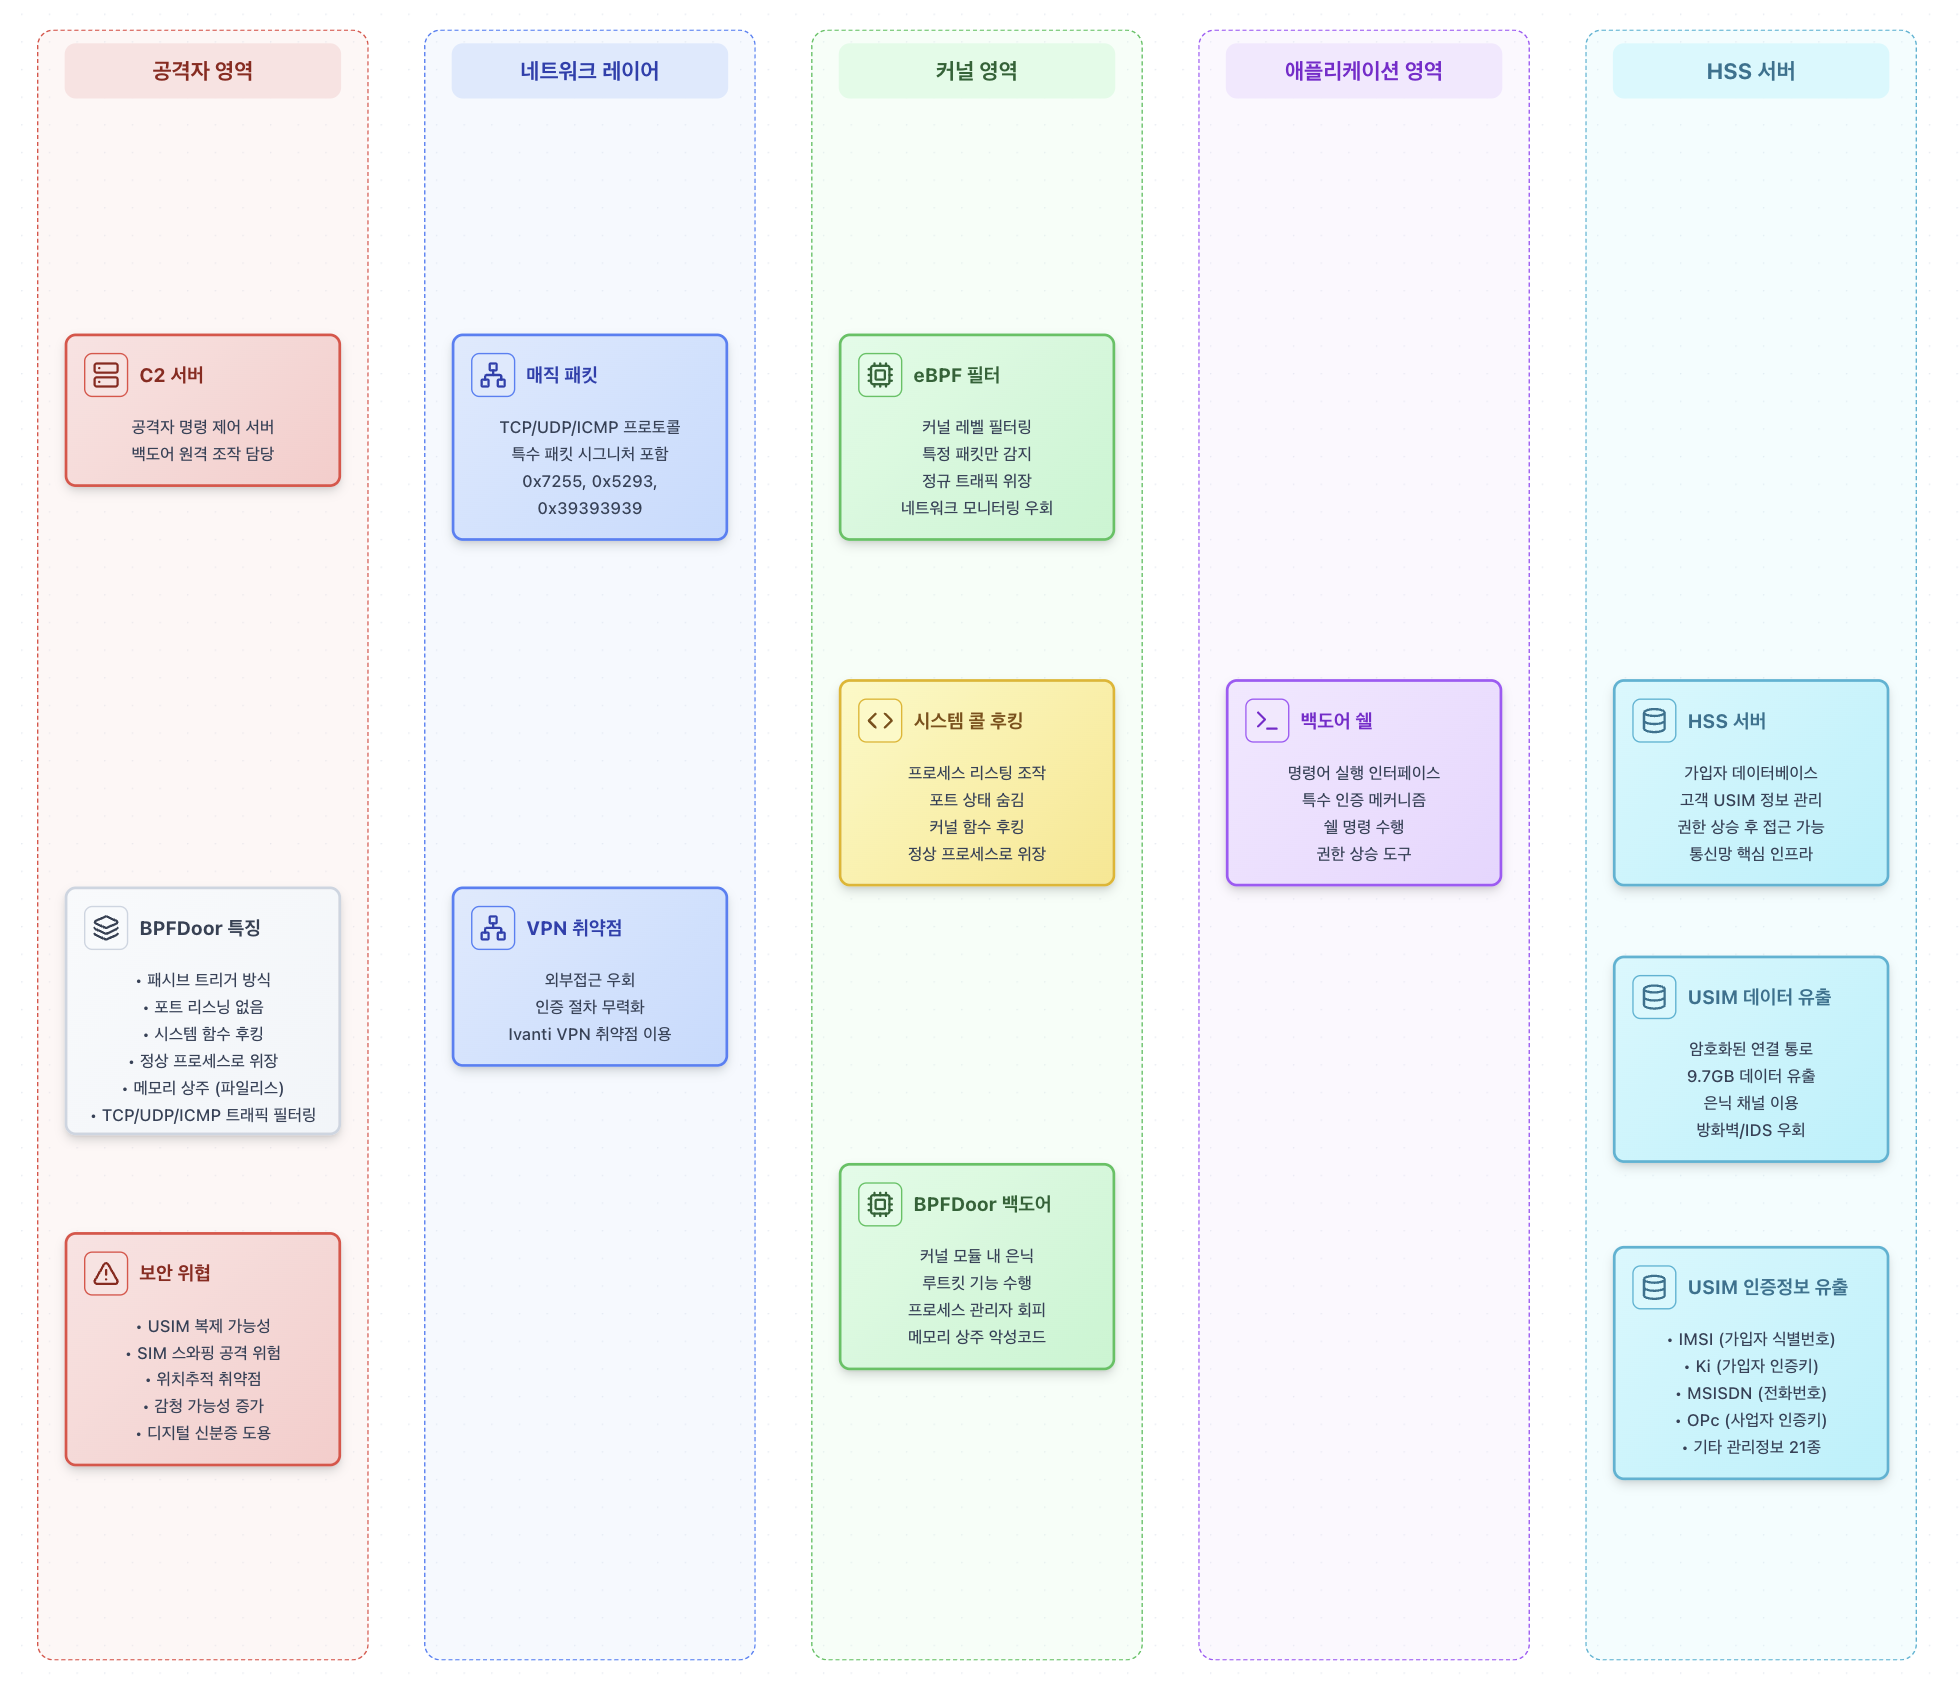 공격자 영역
C2 서버
공격자 명령 제어 서버
백도어 원격 조작 담당
BPFDoor 특징
• 패시브 트리거 방식
• 포트 리스닝 없음
• 시스템 함수 후킹
• 정상 프로세스로 위장
• 메모리 상주 (파일리스)
• TCP/UDP/ICMP 트래픽 필터링
보안 위협
• USIM 복제 가능성
• SIM 스와핑 공격 위험
• 위치추적 취약점
• 감청 가능성 증가
• 디지털 신분증 도용
네트워크 레이어
매직 패킷
TCP/UDP/ICMP 프로토콜
특수 패킷 시그니처 포함
0x7255, 0x5293,
0x39393939
VPN 취약점
외부접근 우회
인증 절차 무력화
Ivanti VPN 취약점 이용
커널 영역
eBPF 필터
커널 레벨 필터링
특정 패킷만 감지
정규 트래픽 위장
네트워크 모니터링 우회
시스템 콜 후킹
프로세스 리스팅 조작
포트 상태 숨김
커널 함수 후킹
정상 프로세스로 위장
BPFDoor 백도어
커널 모듈 내 은닉
루트킷 기능 수행
프로세스 관리자 회피
메모리 상주 악성코드
애플리케이션 영역
백도어 쉘
명령어 실행 인터페이스
특수 인증 메커니즘
쉘 명령 수행
권한 상승 도구
HSS 서버
HSS 서버
가입자 데이터베이스
고객 USIM 정보 관리
권한 상승 후 접근 가능
통신망 핵심 인프라
USIM 데이터 유출
암호화된 연결 통로
9.7GB 데이터 유출
은닉 채널 이용
방화벽/IDS 우회
USIM 인증정보 유출
• IMSI (가입자 식별번호)
• Ki (가입자 인증키)
• MSISDN (전화번호)
• OPc (사업자 인증키)
• 기타 관리정보 21종